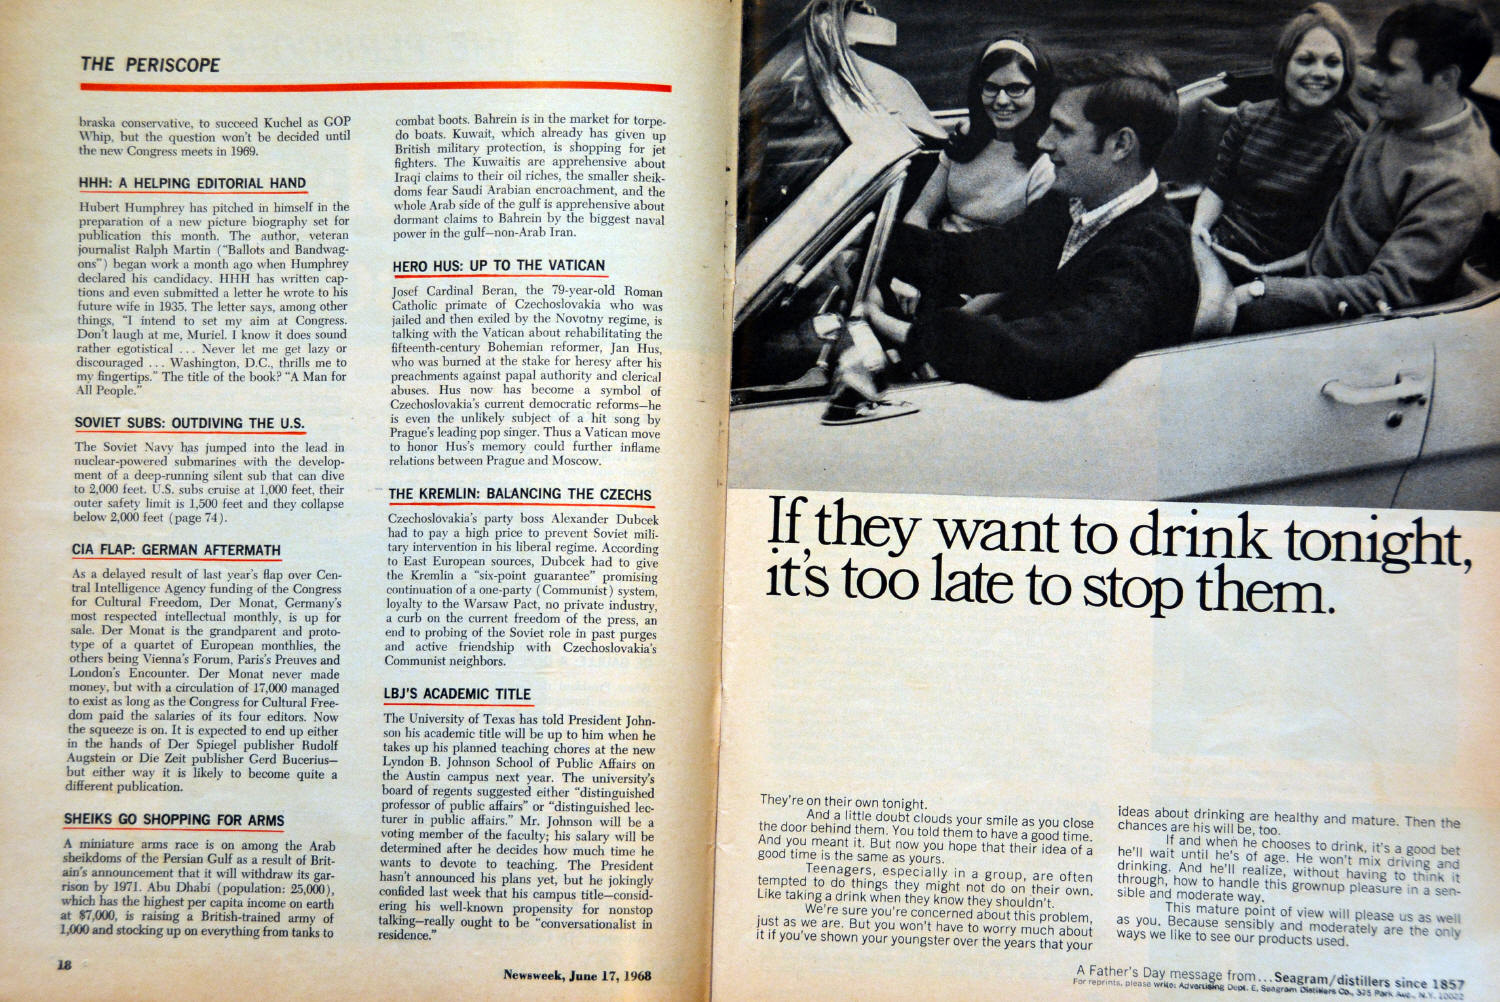 THE PERISCOPE
braska conservative, to succeed Kuchel as GOP
Whip, but the question won't be decided until
the new Congress meets in 1969.
HHH: A HELPING EDITORIAL HAND
Hubert Humphrey has pitched in himself in the
preparation of a new picture biography set for
publication this month. The author, veteran
journalist Ralph Martin ("Ballots and Bandwag-
ons") began work a month ago when Humphrey
declared his candidacy. HHH has written cap-
tions and even submitted a letter he wrote to his
future wife in 1935. The letter says, among other
things, "I intend to set my aim at Congress.
Don't laugh at me, Muriel. I know it does sound
rather egotistical ... Never let me get lazy or
discouraged ... Washington, D.C., thrills me to
my fingertips." The title of the book? "A Man for
All People."
SOVIET SUBS: OUTDIVING THE U.S.
The Soviet Navy has jumped into the lead in
nuclear-powered submarines with the develop-
ment of a deep-running silent sub that can dive
to 2,000 feet. U.S. subs cruise at 1,000 feet, their
outer safety limit is 1,500 feet and they collapse
below 2,000 feet (page 74).
CIA FLAP: GERMAN AFTERMATH
As a delayed result of last year's flap over Cen-
tral Intelligence Agency funding of the Congress
for Cultural Freedom, Der Monat, Germany's
most respected intellectual monthly, is up for
sale. Der Monat is the grandparent and proto-
type of a quartet of European monthlies, the
others being Vienna's Forum, Paris's Preuves and
London's Encounter. Der Monat never made
money, but with a circulation of 17,000 managed
to exist as long as the Congress for Cultural Free-
dom paid the salaries of its four editors. Now
the squeeze is on. It is expected to end up either
in the hands of Der Spiegel publisher Rudolf
Augstein or Die Zeit publisher Gerd Bucerius—
but either way it is likely to become quite a
different publication.
SHEIKS GO SHOPPING FOR ARMS
A miniature arms race is on among the Arab
sheikdoms of the Persian Gulf as a result of Brit-
ain's announcement that it will withdraw its gar-
rison by 1971. Abu Dhabi (population: 25,000),
which has the highest per capita income on earth
at $7,000, is raising a British-trained army of
1,000 and stocking up on everything from tanks to
combat boots. Bahrein is in the market for torpe-
do boats. Kuwait, which already has given up
British military protection, is shopping for jet
fighters. The Kuwaitis are apprehensive about
Iraqi claims to their oil riches, the smaller sheik-
doms fear Saudi Arabian encroachment, and the
whole Arab side of the gulf is apprehensive about
dormant claims to Bahrein by the biggest naval
power in the gulf—non-Arab Iran.
HERO HUS: UP TO THE VATICAN
Josef Cardinal Beran, the 79-year-old Roman
Catholic primate of Czechoslovakia who was
jailed and then exiled by the Novotny regime, is
talking with the Vatican about rehabilitating the
fifteenth-century Bohemian reformer, Jan Hus,
who was burned at the stake for heresy after his
preachments against papal authority and clerical
abuses. Hus now has become a symbol of
Czechoslovakia's current democratic reforms—he
is even the unlikely subject of a hit song by
Prague's leading pop singer. Thus a Vatican move
to honor Hus's memory could further inflame
relations between Prague and Moscow.
THE KREMLIN: BALANCING THE CZECHS
Czechoslovakia's party boss Alexander Dubcek
had to pay a high price to prevent Soviet mili-
tary intervention in his liberal regime. According
to East European sources, Dubcek had to give
the Kremlin a "six-point guarantee" promising
continuation of a one-party (Communist) system,
loyalty to the Warsaw Pact, no private industry,
a curb on the current freedom of the press, an
end to probing of the Soviet role in past purges
and active friendship with Czechoslovakia's
Communist neighbors.
LBJ'S ACADEMIC TITLE
The University of Texas has told President John-
son his academic title will be up to him when he
takes up his planned teaching chores at the new
Lyndon B. Johnson School of Public Affairs on
the Austin campus next year. The university's
board of regents suggested either "distinguished
professor of public affairs" or "distinguished lec-
turer in public affairs." Mr. Johnson will be a
voting member of the faculty; his salary will be
determined after he decides how much time he
wants to devote to teaching. The President
hasn't announced his plans yet, but he jokingly
confided last week that his campus title—consid-
ering his well-known propensity for nonstop
talking—really ought to be "conversationalist in
residence."
18
Newsweek, June 17, 1968
If they want to drink tonight,
it's too late to stop them.
They're on their own tonight.
And a little doubt clouds your smile as you close
the door behind them. You told them to have a good time.
And you meant it. But now you hope that their idea of a
good time is the same as yours.
Teenagers, especially in a group, are often
tempted to do things they might not do on their own.
Like taking a drink when they know they shouldn't.
We're sure you're concerned about this problem,
just as we are. But you won't have to worry much about
it if you've shown your youngster over the years that your
ideas about drinking are healthy and mature. Then the
chances are his will be, too.
If and when he chooses to drink, it's a good bet
he'll wait until he's of age. He won't mix driving and
drinking. And he'll realize, without having to think it
through, how to handle this grownup pleasure in a sen-
sible and moderate way.
This mature point of view will please us as well
as you. Because sensibly and moderately are the only
ways we like to see our products used.
A Father's Day message from... Seagram/distillers since 1857
For reprints, please write: Advertising Dept. E, Seagram Distillers Co., 375 Park Ave., N.Y. 10022